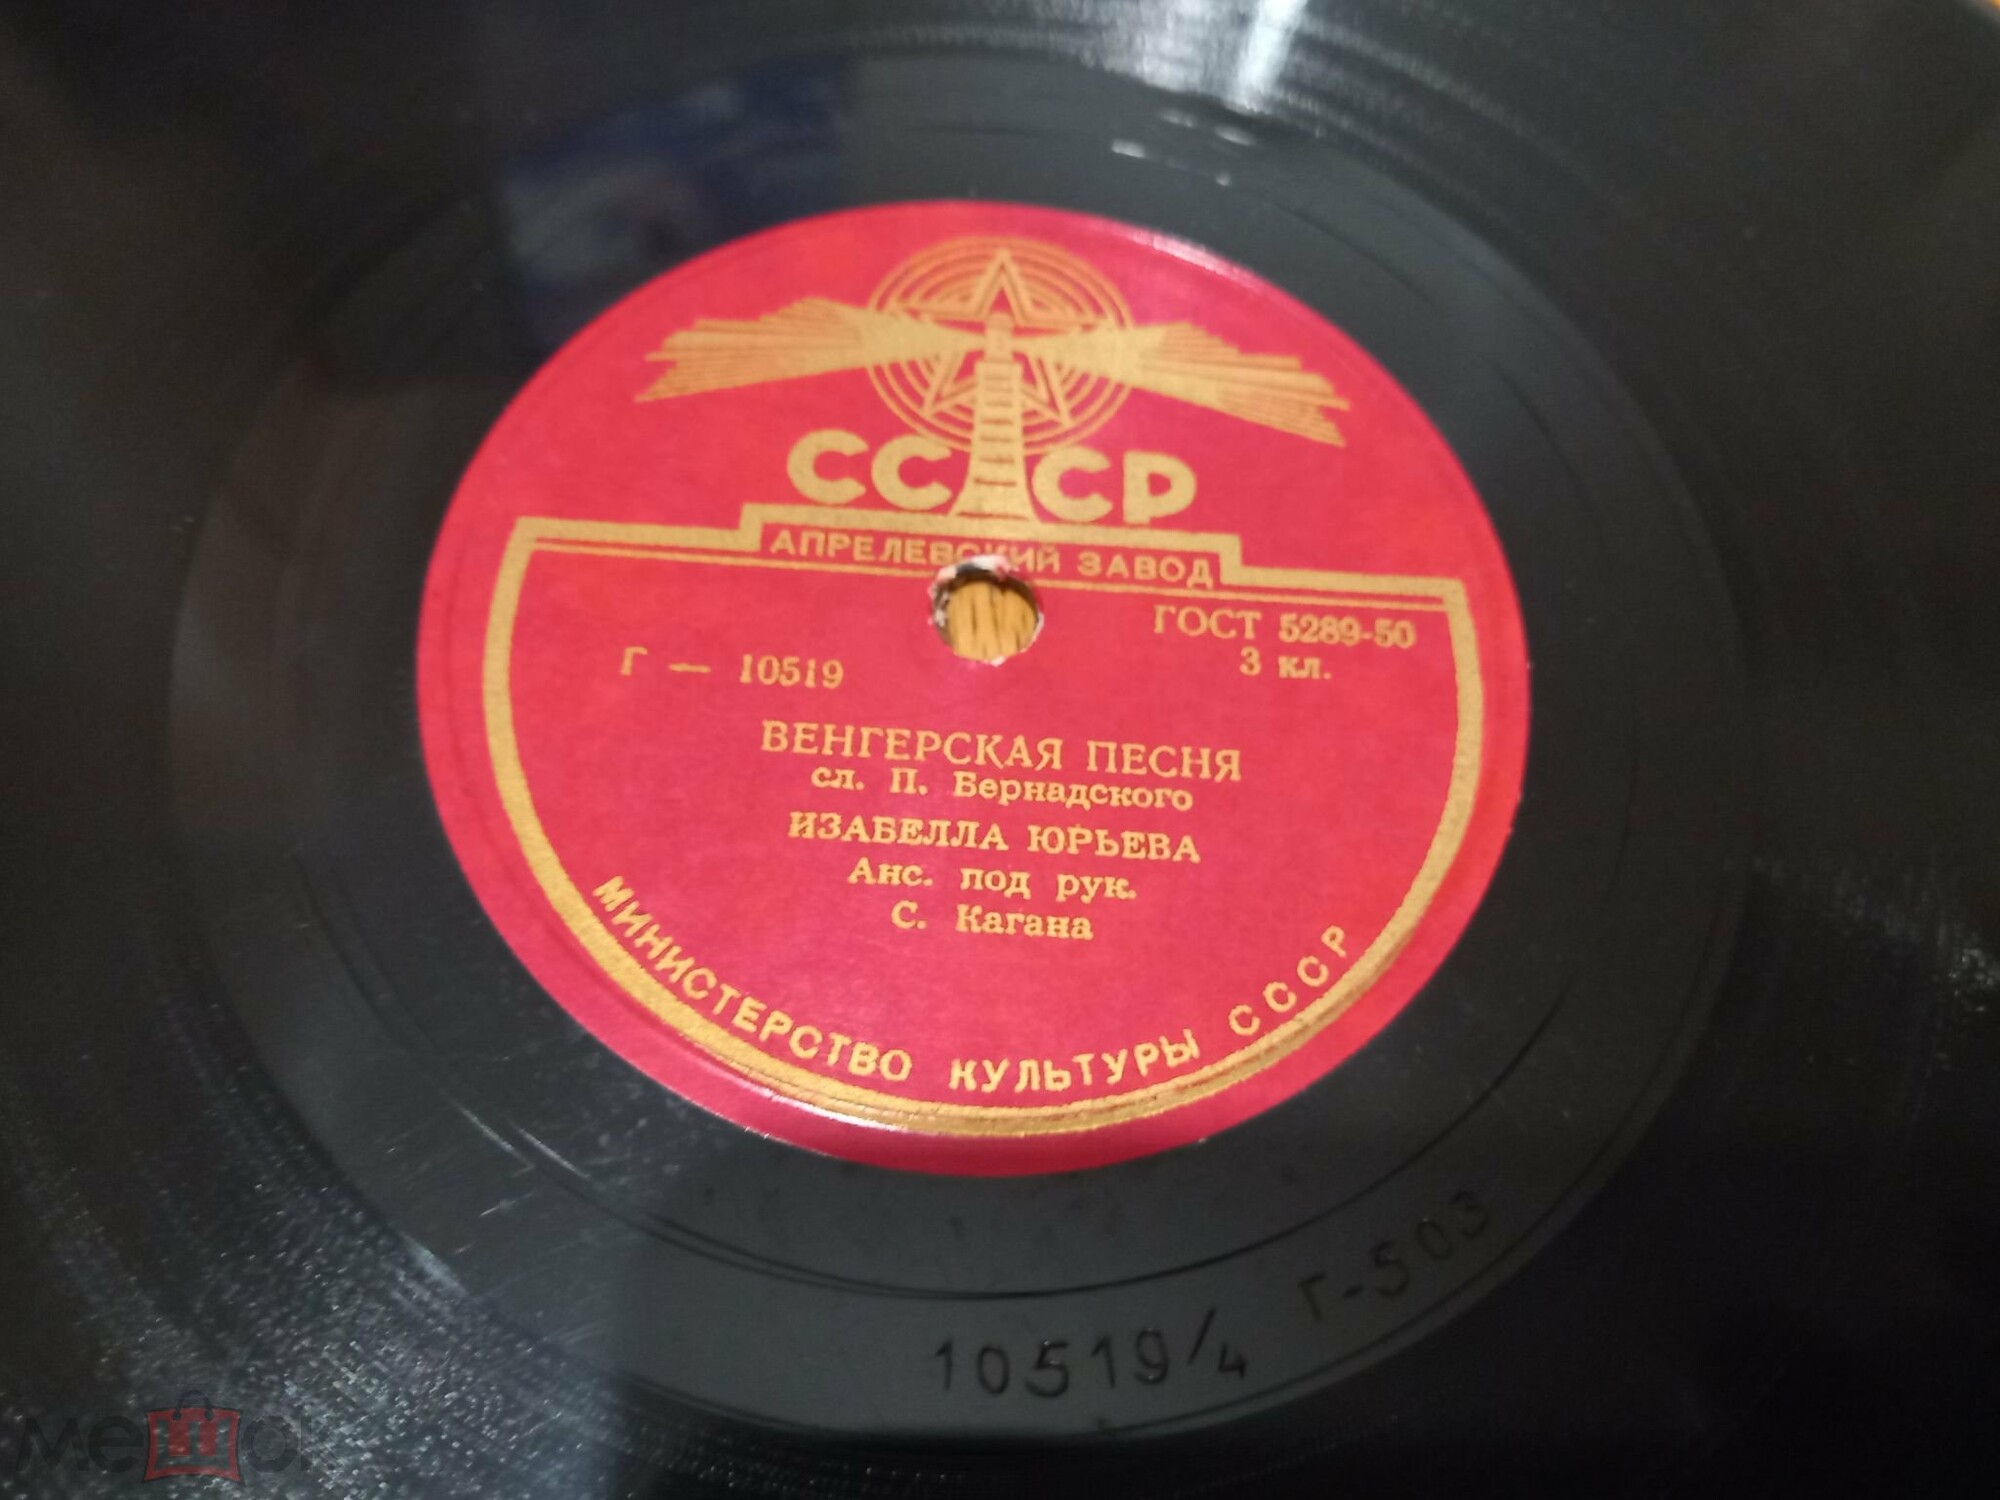 СССР
АПРЕЛЕВСКИЙ ЗАВОД
ГОСТ 5289-50
3 кл.
Г — 10519
ВЕНГЕРСКАЯ ПЕСНЯ
сл. П. Бернадского
ИЗАБЕЛЛА ЮРЬЕВА
Анс. под рук.
С. Кагана
МИНИСТЕРСТВО КУЛЬТУРЫ СССР
10519/4 Г-503
мешок